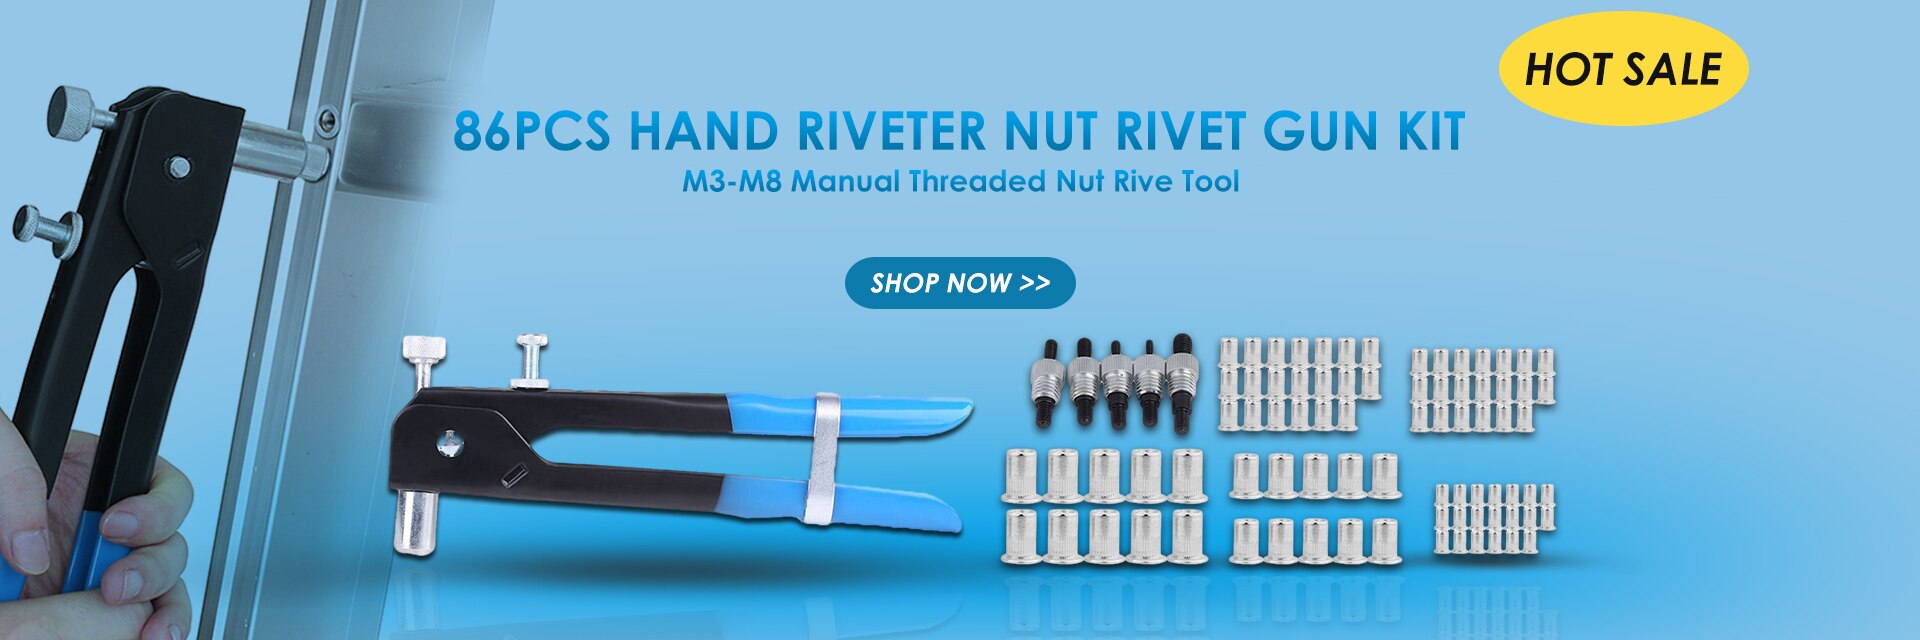 HOT SALE
86PCS HAND RIVETER NUT RIVET GUN KIT
M3-M8 Manual Threaded Nut Rive Tool
SHOP NOW >>